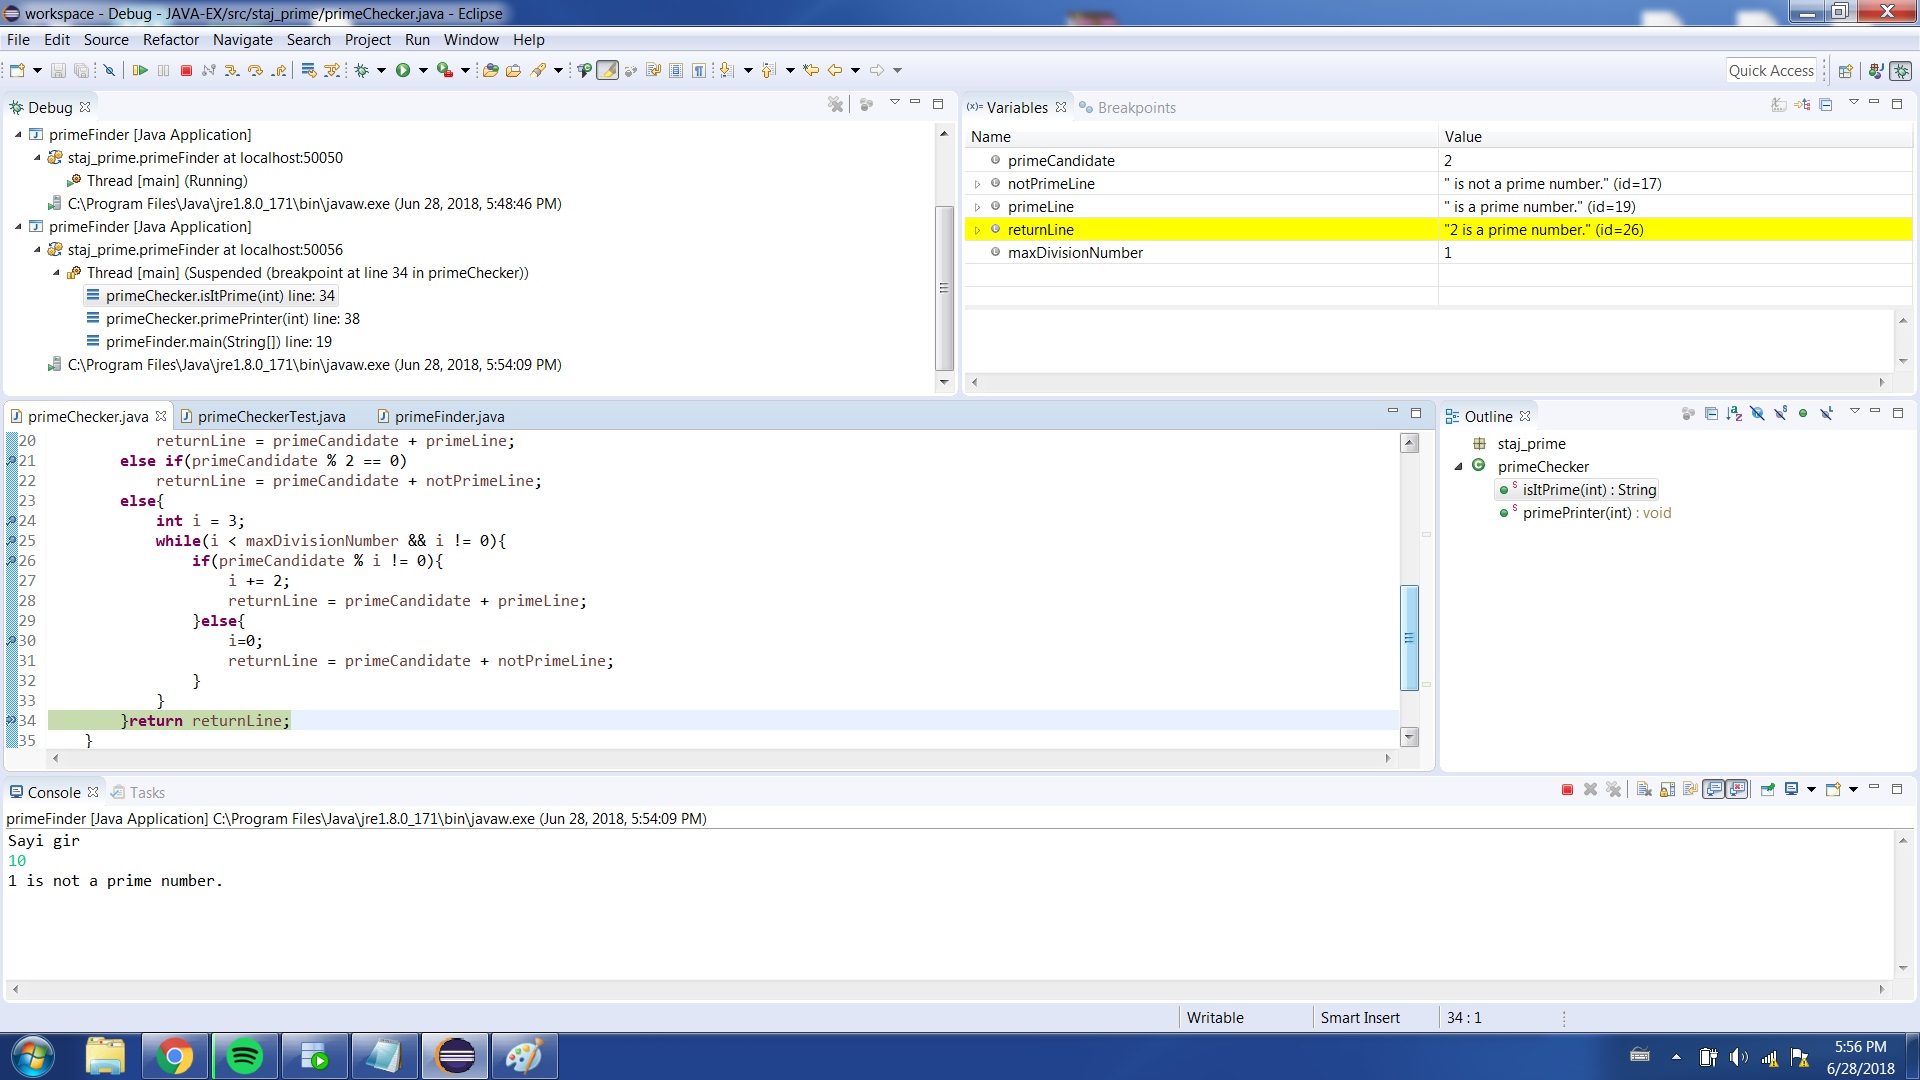 workspace - Debug - JAVA-EX/src/staj_prime/primeChecker.java - Eclipse
File Edit Source Refactor Navigate Search Project Run Window Help
Quick Access
Debug
primeFinder [Java Application]
staj_prime.primeFinder at localhost:50050
Thread [main] (Running)
C:\Program Files\Java\jre1.8.0_171\bin\javaw.exe (Jun 28, 2018, 5:48:46 PM)
primeFinder [Java Application]
staj_prime.primeFinder at localhost:50056
Thread [main] (Suspended (breakpoint at line 34 in primeChecker))
primeChecker.isItPrime(int) line: 34
primeChecker.primePrinter(int) line: 38
primeFinder.main(String[]) line: 19
C:\Program Files\Java\jre1.8.0_171\bin\javaw.exe (Jun 28, 2018, 5:54:09 PM)
(x)= Variables Breakpoints
Name Value
primeCandidate 2
notPrimeLine " is not a prime number." (id=17)
primeLine " is a prime number." (id=19)
returnLine "2 is a prime number." (id=26)
maxDivisionNumber 1
primeChecker.java primeCheckerTest.java primeFinder.java
20 returnLine = primeCandidate + primeLine;
21 else if(primeCandidate % 2 == 0)
22 returnLine = primeCandidate + notPrimeLine;
23 else{
24 int i = 3;
25 while(i < maxDivisionNumber && i != 0){
26 if(primeCandidate % i != 0){
27 i += 2;
28 returnLine = primeCandidate + primeLine;
29 }else{
30 i=0;
31 returnLine = primeCandidate + notPrimeLine;
32 }
33 }
34 }return returnLine;
35 }
Outline
staj_prime
primeChecker
isItPrime(int) : String
primePrinter(int) : void
Console Tasks
primeFinder [Java Application] C:\Program Files\Java\jre1.8.0_171\bin\javaw.exe (Jun 28, 2018, 5:54:09 PM)
Sayi gir
10
1 is not a prime number.
Writable Smart Insert 34 : 1
5:56 PM
6/28/2018